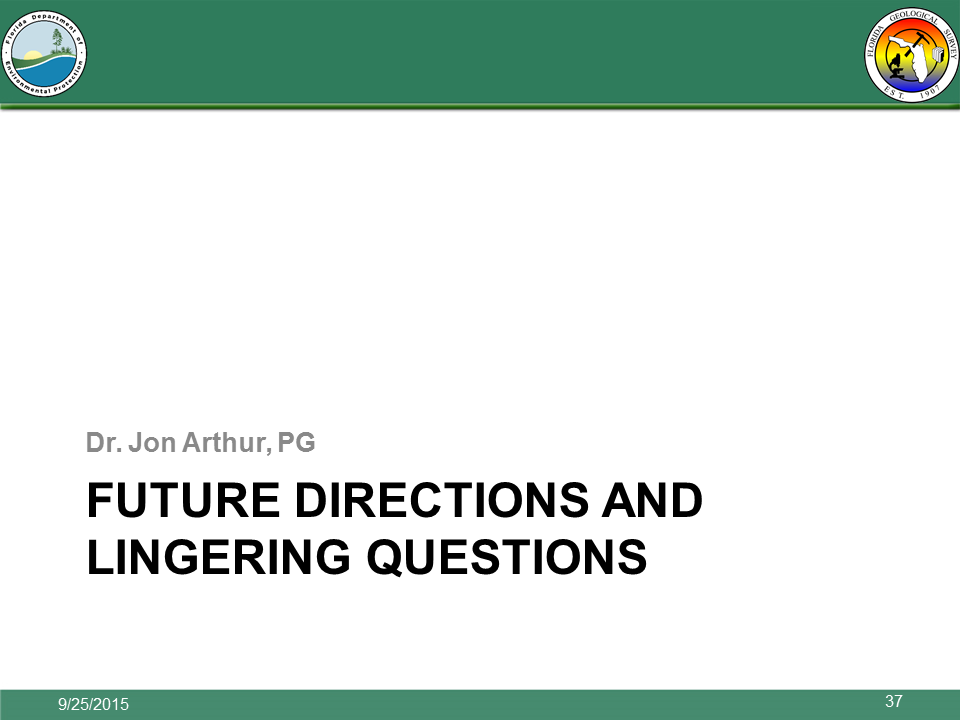 Florida Department of
Environmental Protection
FLORIDA GEOLOGICAL SURVEY
EST. 1907
Dr. Jon Arthur, PG
FUTURE DIRECTIONS AND
LINGERING QUESTIONS
9/25/2015
37